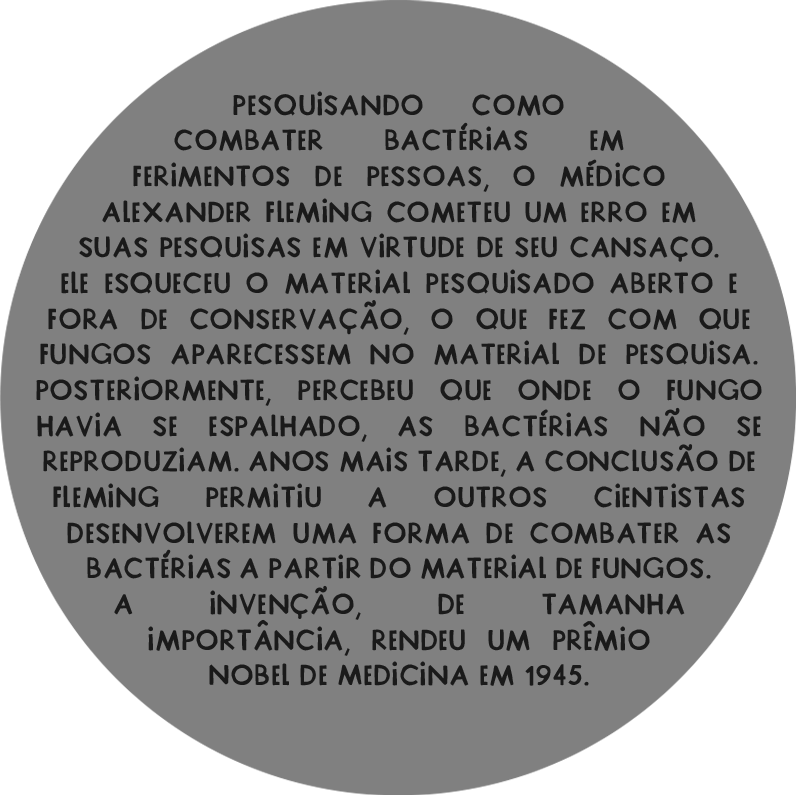 PESQUISANDO COMO
COMBATER BACTÉRIAS EM
FERIMENTOS DE PESSOAS, O MÉDICO
ALEXANDER FLEMING COMETEU UM ERRO EM
SUAS PESQUISAS EM VIRTUDE DE SEU CANSAÇO.
ELE ESQUECEU O MATERIAL PESQUISADO ABERTO E
FORA DE CONSERVAÇÃO, O QUE FEZ COM QUE
FUNGOS APARECESSEM NO MATERIAL DE PESQUISA.
POSTERIORMENTE, PERCEBEU QUE ONDE O FUNGO
HAVIA SE ESPALHADO, AS BACTÉRIAS NÃO SE
REPRODUZIAM. ANOS MAIS TARDE, A CONCLUSÃO DE
FLEMING PERMITIU A OUTROS CIENTISTAS
DESENVOLVEREM UMA FORMA DE COMBATER AS
BACTÉRIAS A PARTIR DO MATERIAL DE FUNGOS.
A INVENÇÃO, DE TAMANHA
IMPORTÂNCIA, RENDEU UM PRÊMIO
NOBEL DE MEDICINA EM 1945.